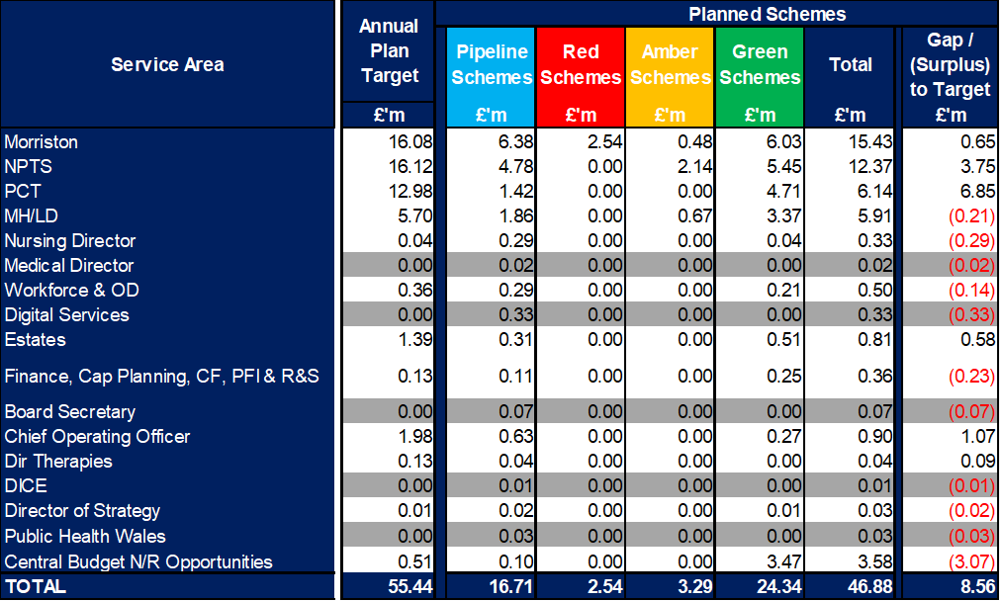 Service Area Annual Plan Target Planned Schemes
Pipeline Schemes Red Schemes Amber Schemes Green Schemes Total Gap / (Surplus) to Target
£'m £'m £'m £'m £'m £'m £'m
Morriston 16.08 6.38 2.54 0.48 6.03 15.43 0.65
NPTS 16.12 4.78 0.00 2.14 5.45 12.37 3.75
PCT 12.98 1.42 0.00 0.00 4.71 6.14 6.85
MH/LD 5.70 1.86 0.00 0.67 3.37 5.91 (0.21)
Nursing Director 0.04 0.29 0.00 0.00 0.04 0.33 (0.29)
Medical Director 0.00 0.02 0.00 0.00 0.00 0.02 (0.02)
Workforce & OD 0.36 0.29 0.00 0.00 0.21 0.50 (0.14)
Digital Services 0.00 0.33 0.00 0.00 0.00 0.33 (0.33)
Estates 1.39 0.31 0.00 0.00 0.51 0.81 0.58
Finance, Cap Planning, CF, PFI & R&S 0.13 0.11 0.00 0.00 0.25 0.36 (0.23)
Board Secretary 0.00 0.07 0.00 0.00 0.00 0.07 (0.07)
Chief Operating Officer 1.98 0.63 0.00 0.00 0.27 0.90 1.07
Dir Therapies 0.13 0.04 0.00 0.00 0.00 0.04 0.09
DICE 0.00 0.01 0.00 0.00 0.00 0.01 (0.01)
Director of Strategy 0.01 0.02 0.00 0.00 0.01 0.03 (0.02)
Public Health Wales 0.00 0.03 0.00 0.00 0.00 0.03 (0.03)
Central Budget N/R Opportunities 0.51 0.10 0.00 0.00 3.47 3.58 (3.07)
TOTAL 55.44 16.71 2.54 3.29 24.34 46.88 8.56